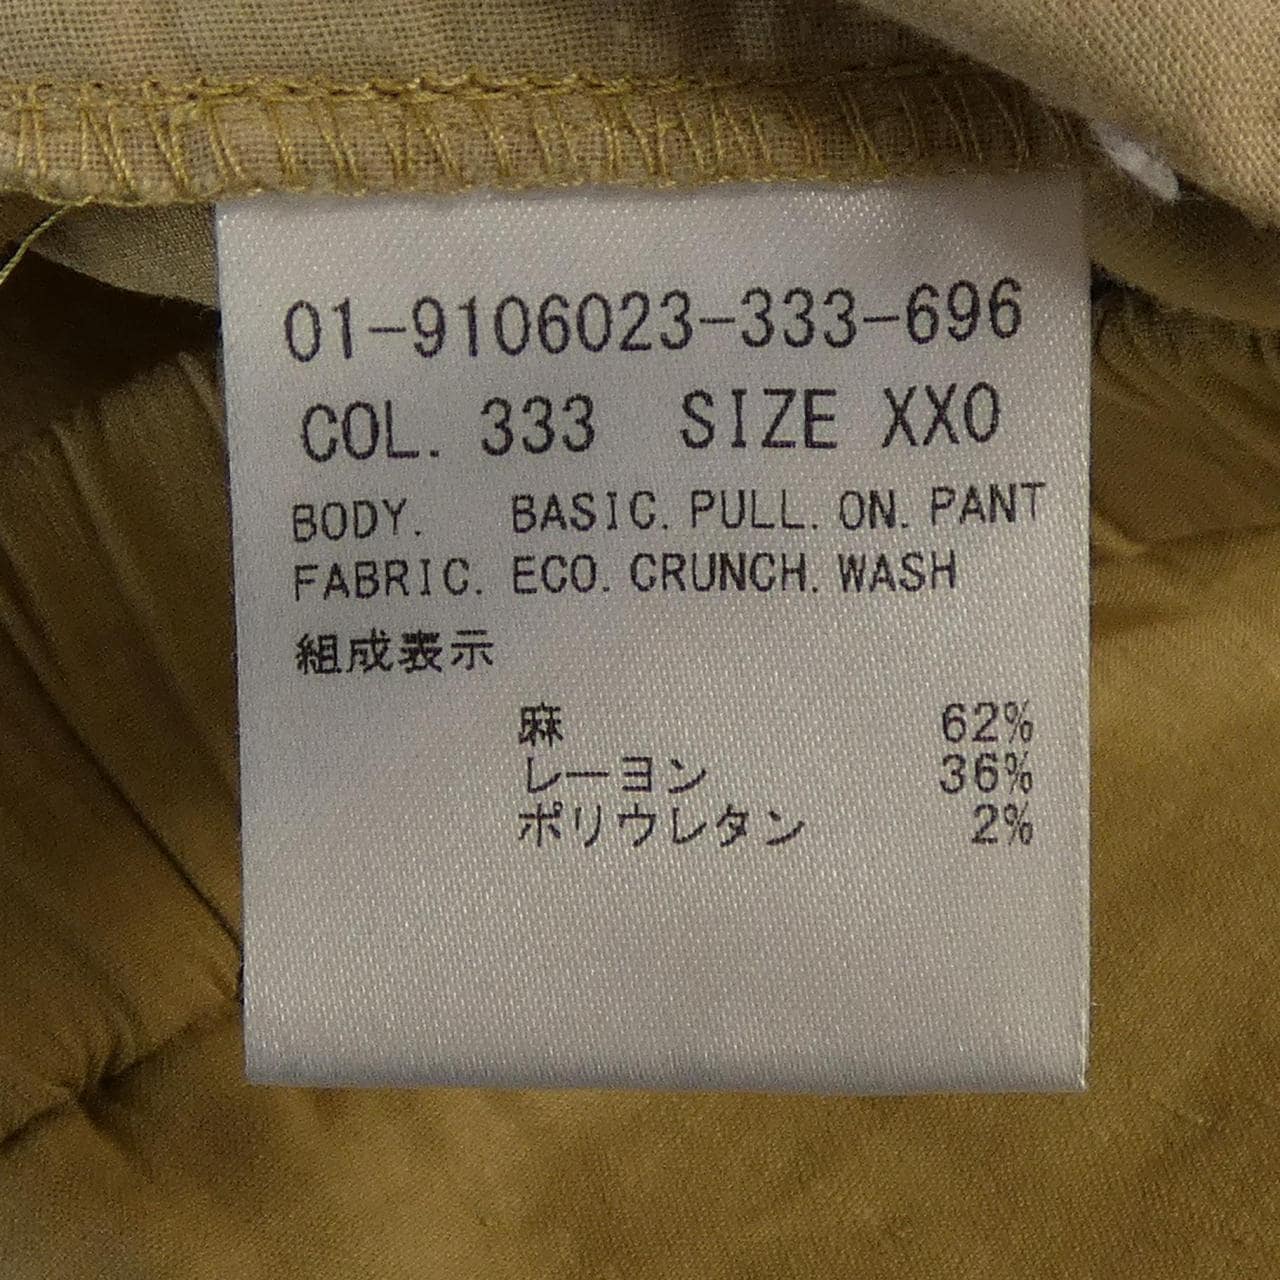 01-9106023-333-696
COL. 333 SIZE XXO
BODY. BASIC. PULL. ON. PANT
FABRIC. ECO. CRUNCH. WASH
組成表示
麻 62%
レーヨン 36%
ポリウレタン 2%